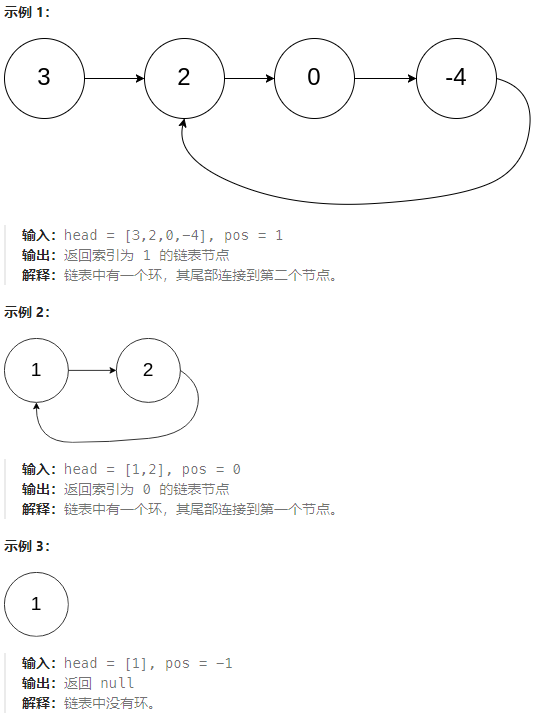 示例 1：
3 2 0 -4
输入：head = [3,2,0,-4], pos = 1
输出：返回索引为 1 的链表节点
解释：链表中有一个环，其尾部连接到第二个节点。
示例 2：
1 2
输入：head = [1,2], pos = 0
输出：返回索引为 0 的链表节点
解释：链表中有一个环，其尾部连接到第一个节点。
示例 3：
1
输入：head = [1], pos = -1
输出：返回 null
解释：链表中没有环。